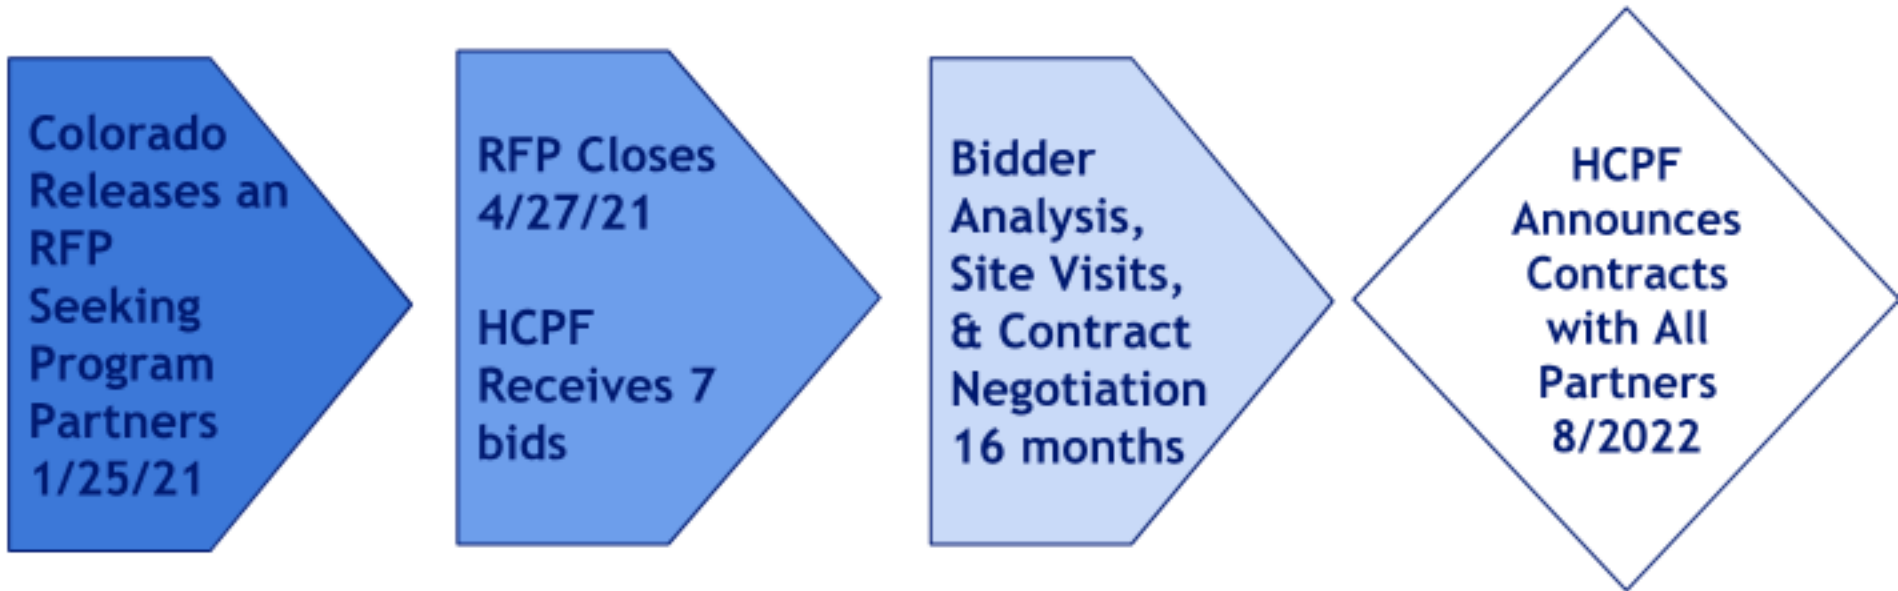 Colorado
Releases an
RFP
Seeking
Program
Partners
1/25/21
RFP Closes
4/27/21
HCPF
Receives 7
bids
Bidder
Analysis,
Site Visits,
& Contract
Negotiation
16 months
HCPF
Announces
Contracts
with All
Partners
8/2022